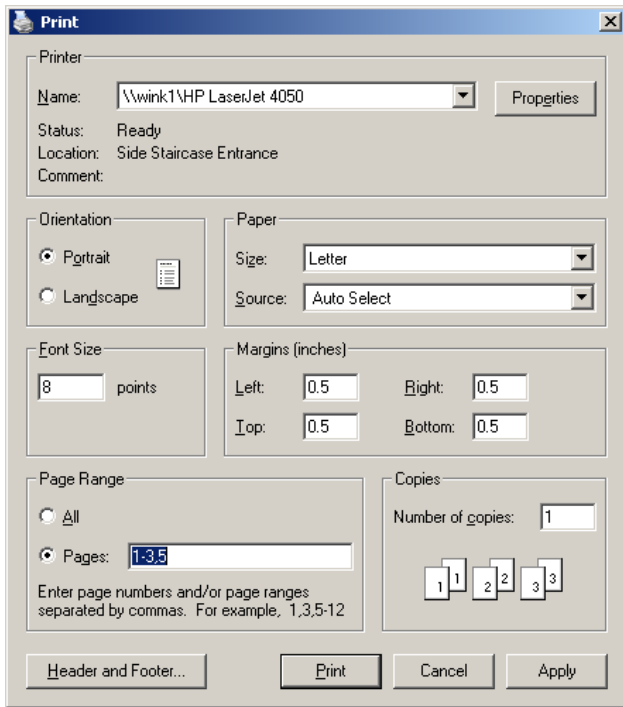 Print
Printer
Name: \\wink1\HP LaserJet 4050 Properties
Status: Ready
Location: Side Staircase Entrance
Comment:
Orientation
Portrait
Landscape
Paper
Size: Letter
Source: Auto Select
Font Size
8 points
Margins (inches)
Left: 0.5 Right: 0.5
Top: 0.5 Bottom: 0.5
Page Range
All
Pages: 1-3,5
Enter page numbers and/or page ranges
separated by commas. For example, 1,3,5-12
Copies
Number of copies: 1
1 1 2 2 3 3
Header and Footer... Print Cancel Apply